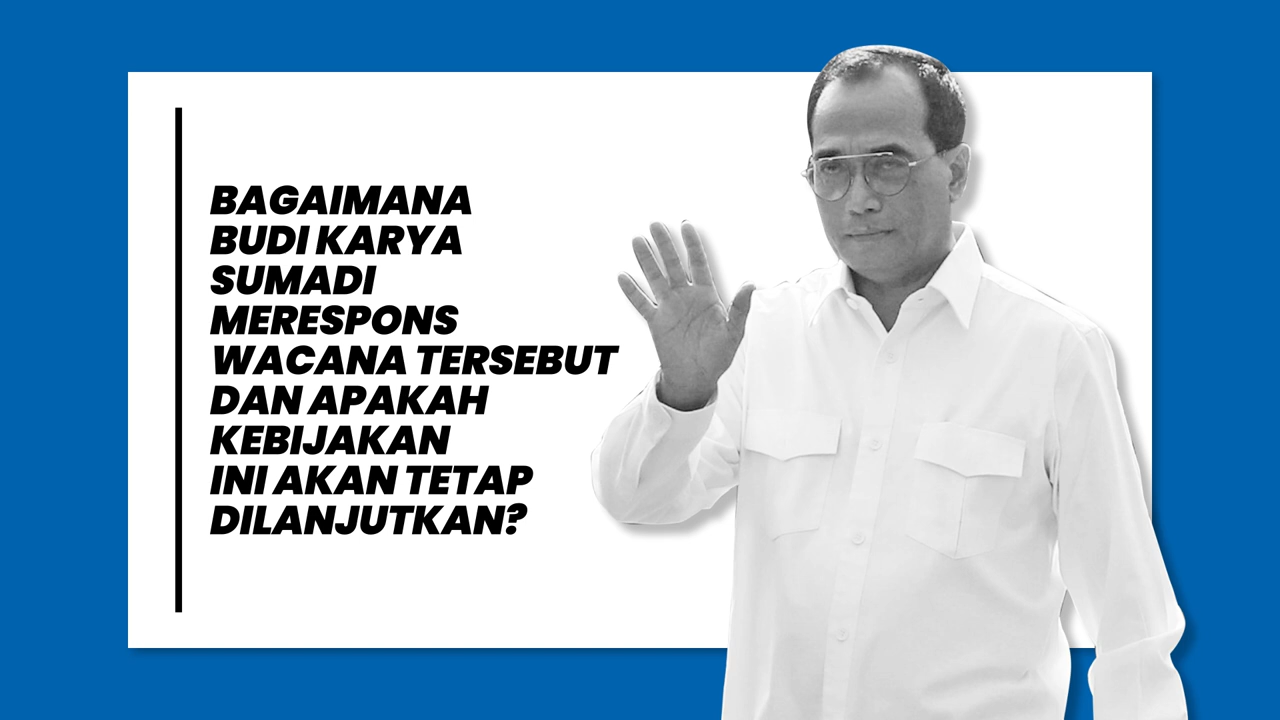 BAGAIMANA
BUDI KARYA
SUMADI
MERESPONS
WACANA TERSEBUT
DAN APAKAH
KEBIJAKAN
INI AKAN TETAP
DILANJUTKAN?